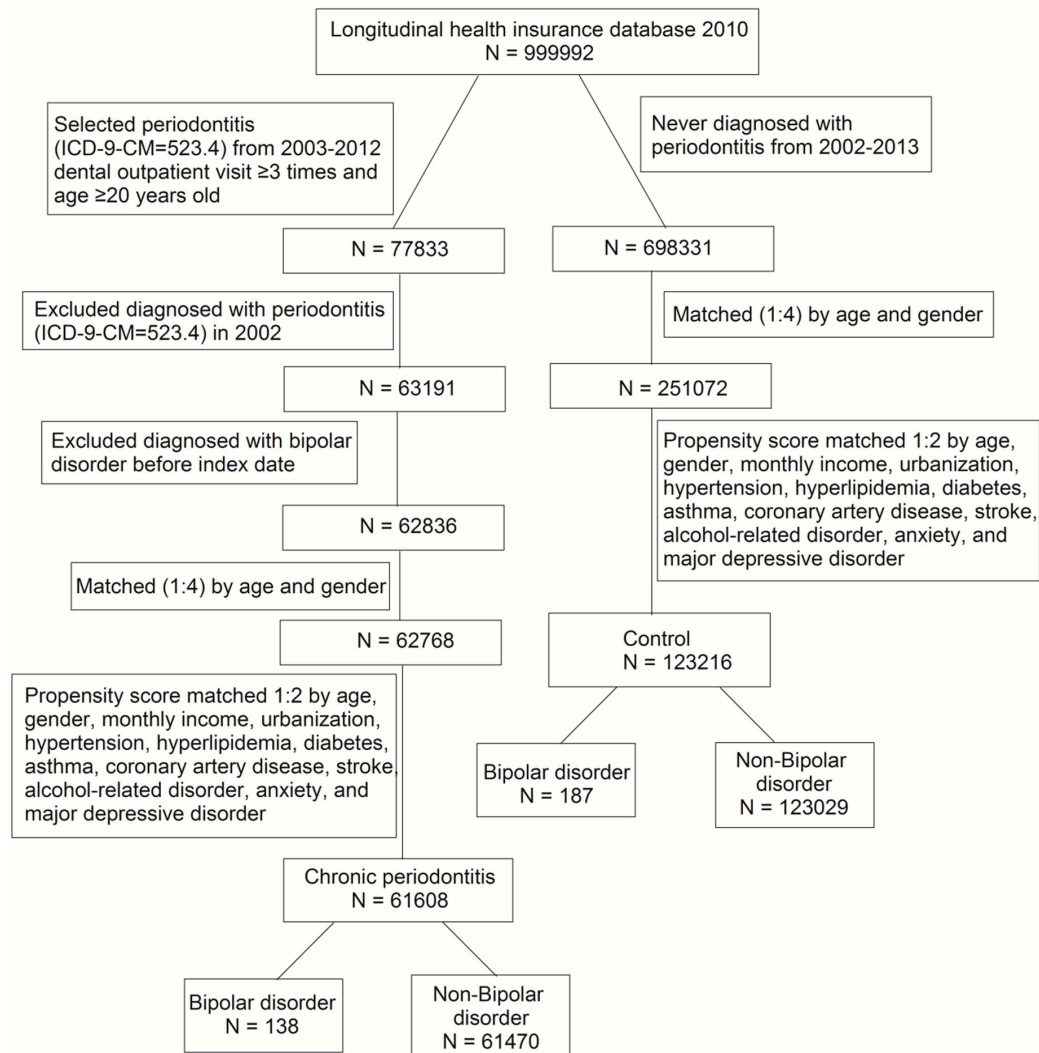 Longitudinal health insurance database 2010
N = 999992
Selected periodontitis
(ICD-9-CM=523.4) from 2003-2012
dental outpatient visit ≥3 times and
age ≥20 years old
Never diagnosed with
periodontitis from 2002-2013
N = 77833
N = 698331
Excluded diagnosed with periodontitis
(ICD-9-CM=523.4) in 2002
Matched (1:4) by age and gender
N = 63191
N = 251072
Excluded diagnosed with bipolar
disorder before index date
Propensity score matched 1:2 by age,
gender, monthly income, urbanization,
hypertension, hyperlipidemia, diabetes,
asthma, coronary artery disease, stroke,
alcohol-related disorder, anxiety, and
major depressive disorder
N = 62836
Matched (1:4) by age and gender
N = 62768
Control
N = 123216
Propensity score matched 1:2 by age,
gender, monthly income, urbanization,
hypertension, hyperlipidemia, diabetes,
asthma, coronary artery disease, stroke,
alcohol-related disorder, anxiety, and
major depressive disorder
Bipolar disorder
N = 187
Non-Bipolar
disorder
N = 123029
Chronic periodontitis
N = 61608
Bipolar disorder
N = 138
Non-Bipolar
disorder
N = 61470